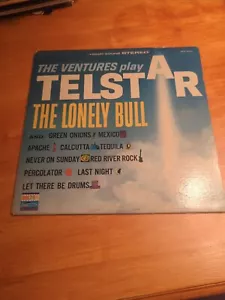 STEREO
THE VENTURES play
TELSTAR
THE LONELY BULL
AND: GREEN ONIONS MEXICO
APACHE CALCUTTA TEQUILA
NEVER ON SUNDAY RED RIVER ROCK
PERCOLATOR LAST NIGHT
LET THERE BE DRUMS